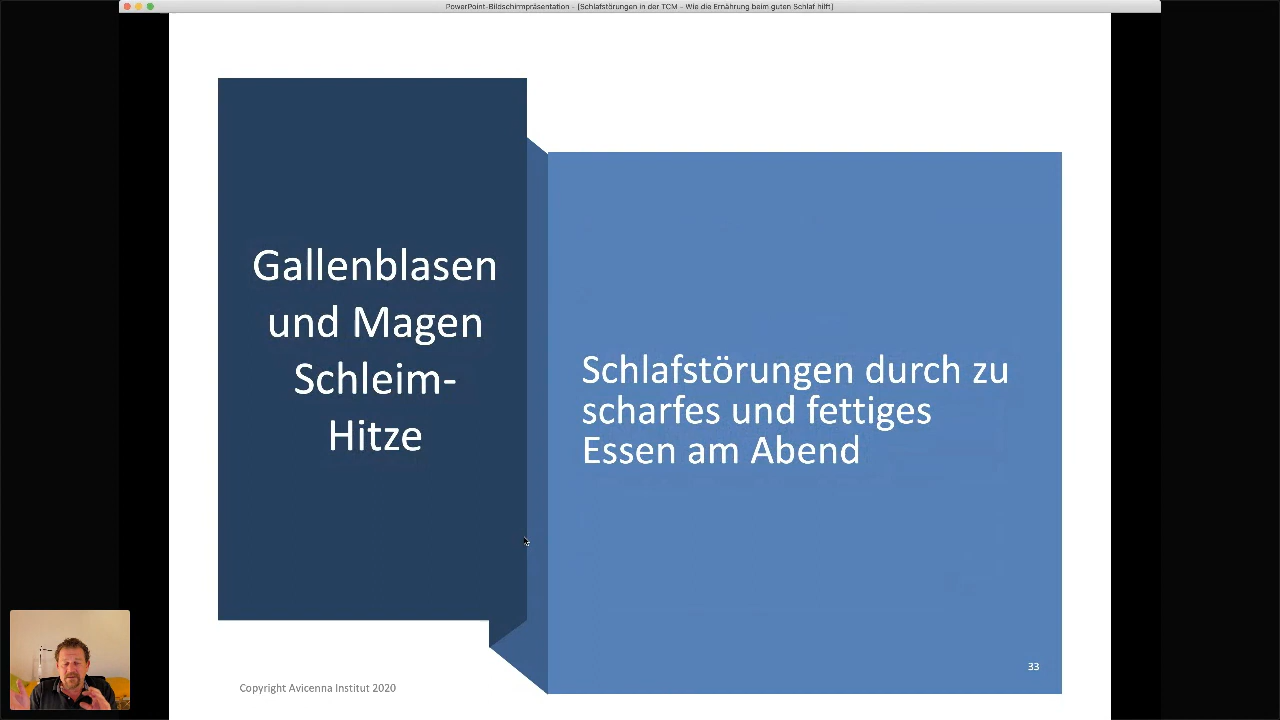 PowerPoint-Bildschirmpräsentation - [Schlafstörungen in der TCM - Wie die Ernährung beim guten Schlaf hilft]
Gallenblasen
und Magen
Schleim-
Hitze
Schlafstörungen durch zu
scharfes und fettiges
Essen am Abend
33
Copyright Avicenna Institut 2020